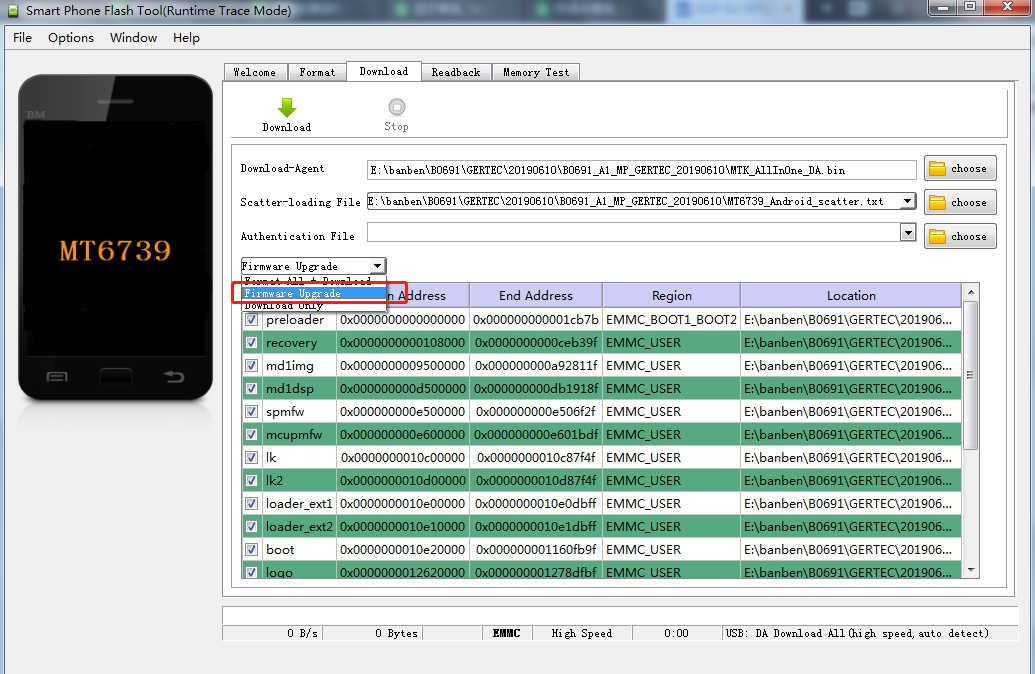 Smart Phone Flash Tool(Runtime Trace Mode)
File Options Window Help
BM
MT6739
Welcome Format Download Readback Memory Test
Download Stop
Download-Agent E:\banben\B0691\GERTEC\20190610\B0691_A1_MP_GERTEC_20190610\MTK_AllInOne_DA.bin choose
Scatter-loading File E:\banben\B0691\GERTEC\20190610\B0691_A1_MP_GERTEC_20190610\MT6739_Android_scatter.txt choose
Authentication File choose
Firmware Upgrade
Format All + Download
Firmware Upgrade
Download Only
n Address End Address Region Location
preloader 0x0000000000000000 0x000000000001cb7b EMMC_BOOT1_BOOT2 E:\banben\B0691\GERTEC\201906...
recovery 0x0000000000108000 0x0000000000ceb39f EMMC_USER E:\banben\B0691\GERTEC\201906...
md1img 0x0000000009500000 0x000000000a92811f EMMC_USER E:\banben\B0691\GERTEC\201906...
md1dsp 0x000000000d500000 0x000000000db1918f EMMC_USER E:\banben\B0691\GERTEC\201906...
spmfw 0x000000000e500000 0x000000000e506f2f EMMC_USER E:\banben\B0691\GERTEC\201906...
mcupmfw 0x000000000e600000 0x000000000e601bdf EMMC_USER E:\banben\B0691\GERTEC\201906...
lk 0x0000000010c00000 0x0000000010c87f4f EMMC_USER E:\banben\B0691\GERTEC\201906...
lk2 0x0000000010d00000 0x0000000010d87f4f EMMC_USER E:\banben\B0691\GERTEC\201906...
loader_ext1 0x0000000010e00000 0x0000000010e0dbff EMMC_USER E:\banben\B0691\GERTEC\201906...
loader_ext2 0x0000000010e10000 0x0000000010e1dbff EMMC_USER E:\banben\B0691\GERTEC\201906...
boot 0x0000000010e20000 0x000000001160fb9f EMMC_USER E:\banben\B0691\GERTEC\201906...
logo 0x0000000012620000 0x000000001278dfbf EMMC_USER E:\banben\B0691\GERTEC\201906...
0 B/s 0 Bytes EMMC High Speed 0:00 USB: DA Download All(high speed,auto detect)